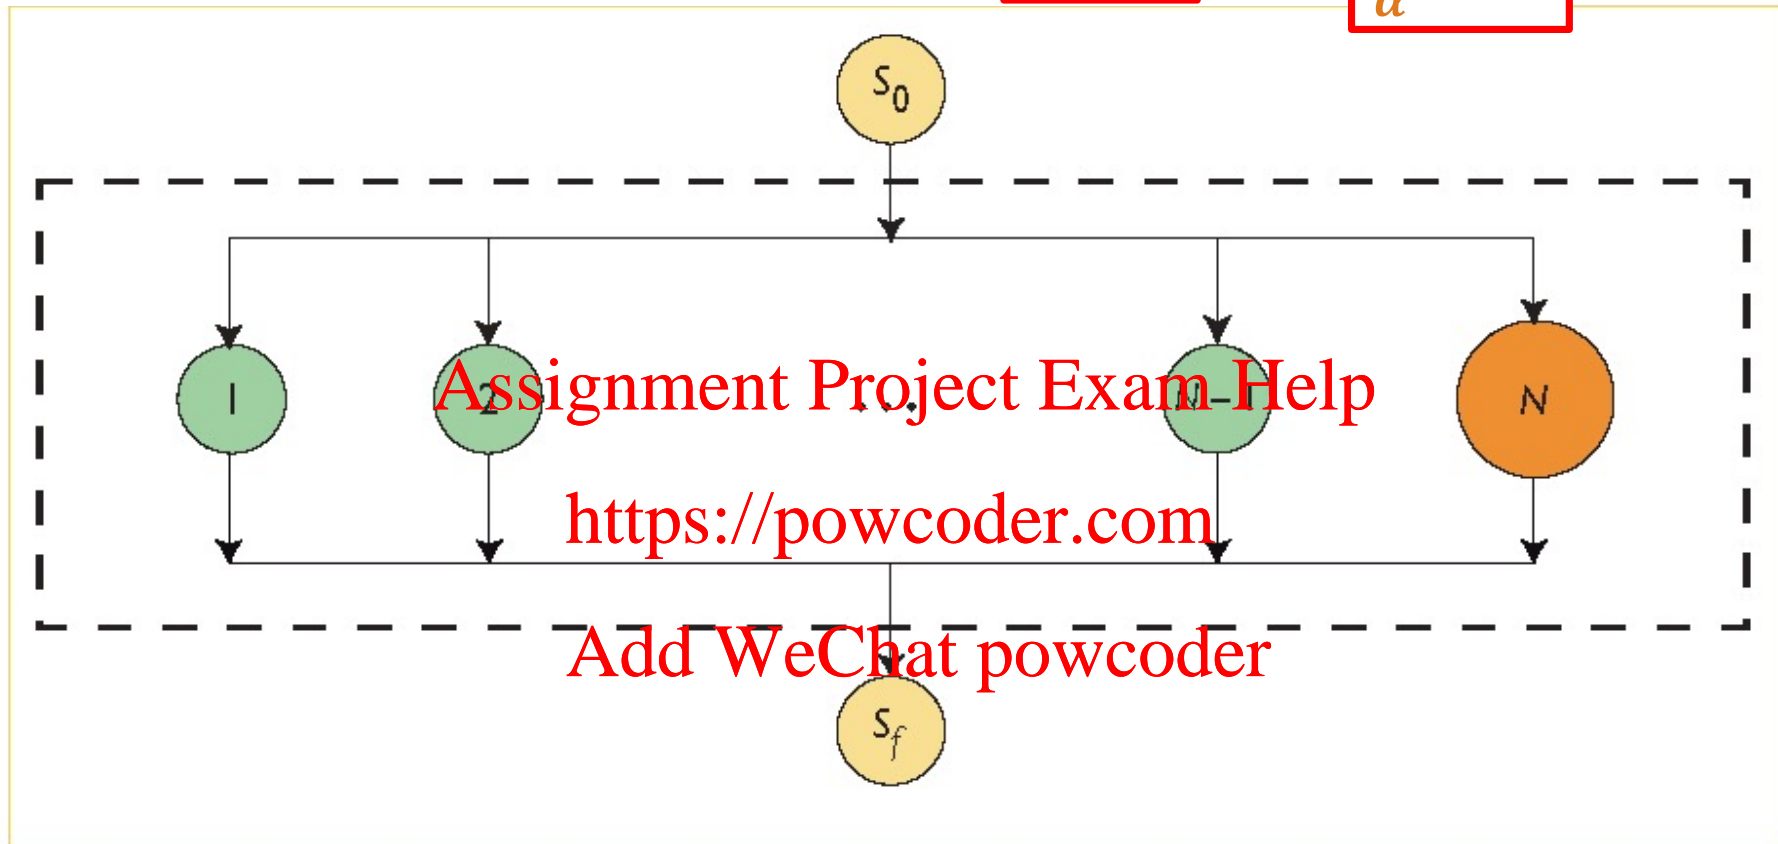 S0
1 2 ... N-1 N
Assignment Project Exam Help
https://powcoder.com
Add WeChat powcoder
Sf